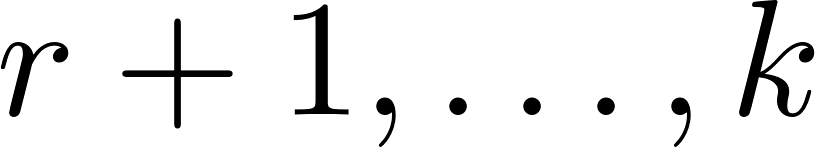 r + 1, . . . , k